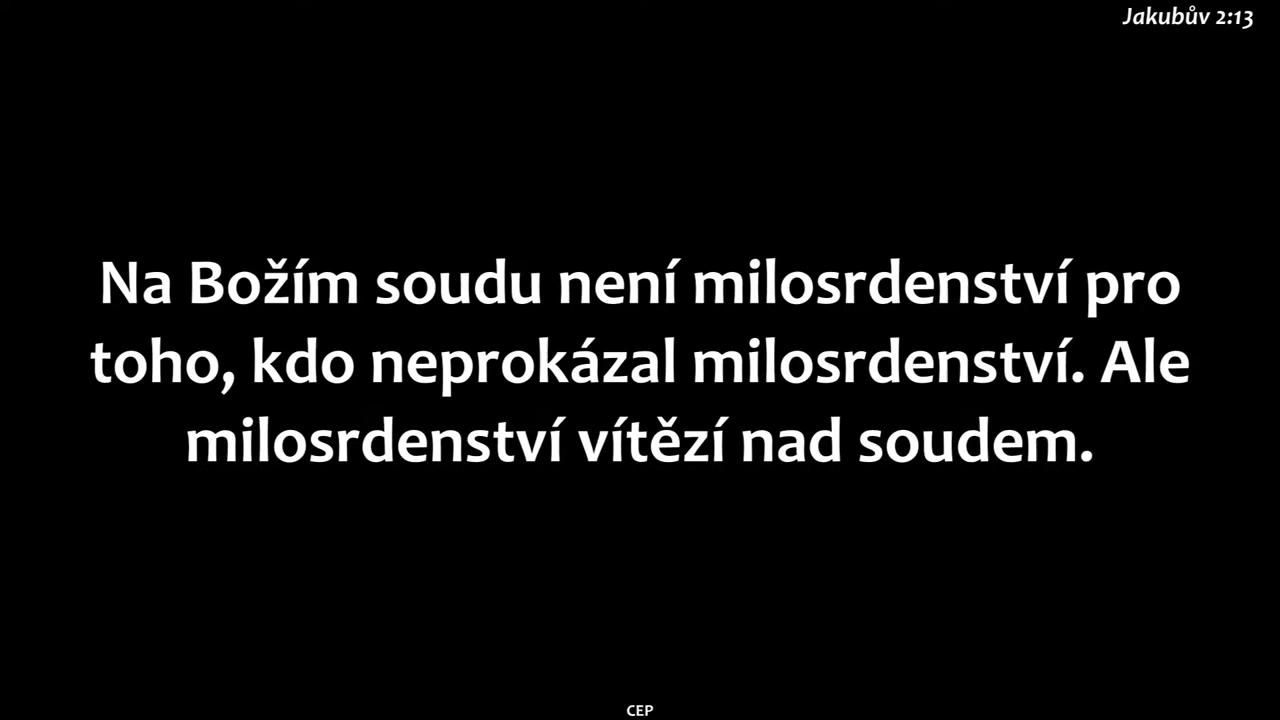 Jakubův 2:13
Na Božím soudu není milosrdenství pro
toho, kdo neprokázal milosrdenství. Ale
milosrdenství vítězí nad soudem.
CEP